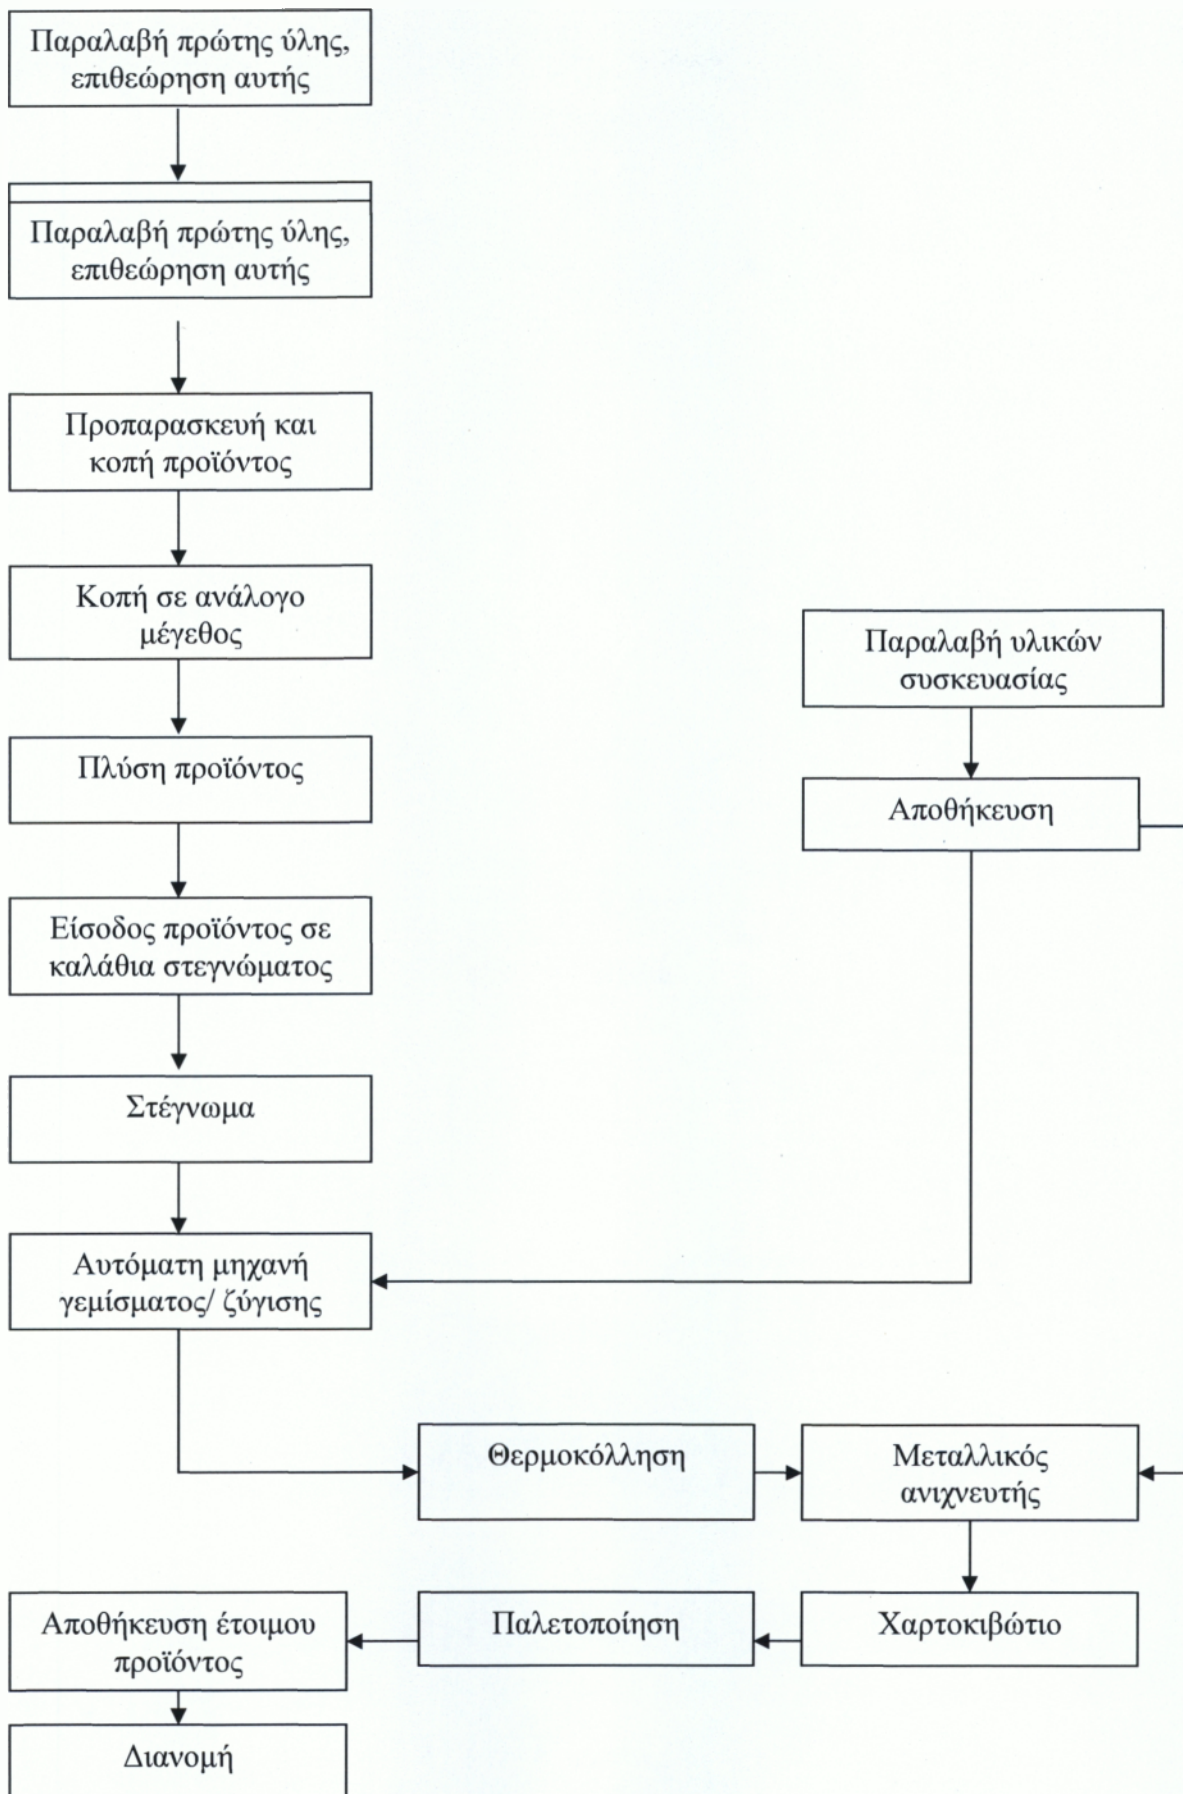 Παραλαβή πρώτης ύλης,
επιθεώρηση αυτής
Παραλαβή πρώτης ύλης,
επιθεώρηση αυτής
Προπαρασκευή και
κοπή προϊόντος
Κοπή σε ανάλογο
μέγεθος
Πλύση προϊόντος
Είσοδος προϊόντος σε
καλάθια στεγνώματος
Στέγνωμα
Αυτόματη μηχανή
γεμίσματος/ ζύγισης
Παραλαβή υλικών
συσκευασίας
Αποθήκευση
Θερμοκόλληση
Μεταλλικός
ανιχνευτής
Χαρτοκιβώτιο
Παλετοποίηση
Αποθήκευση έτοιμου
προϊόντος
Διανομή